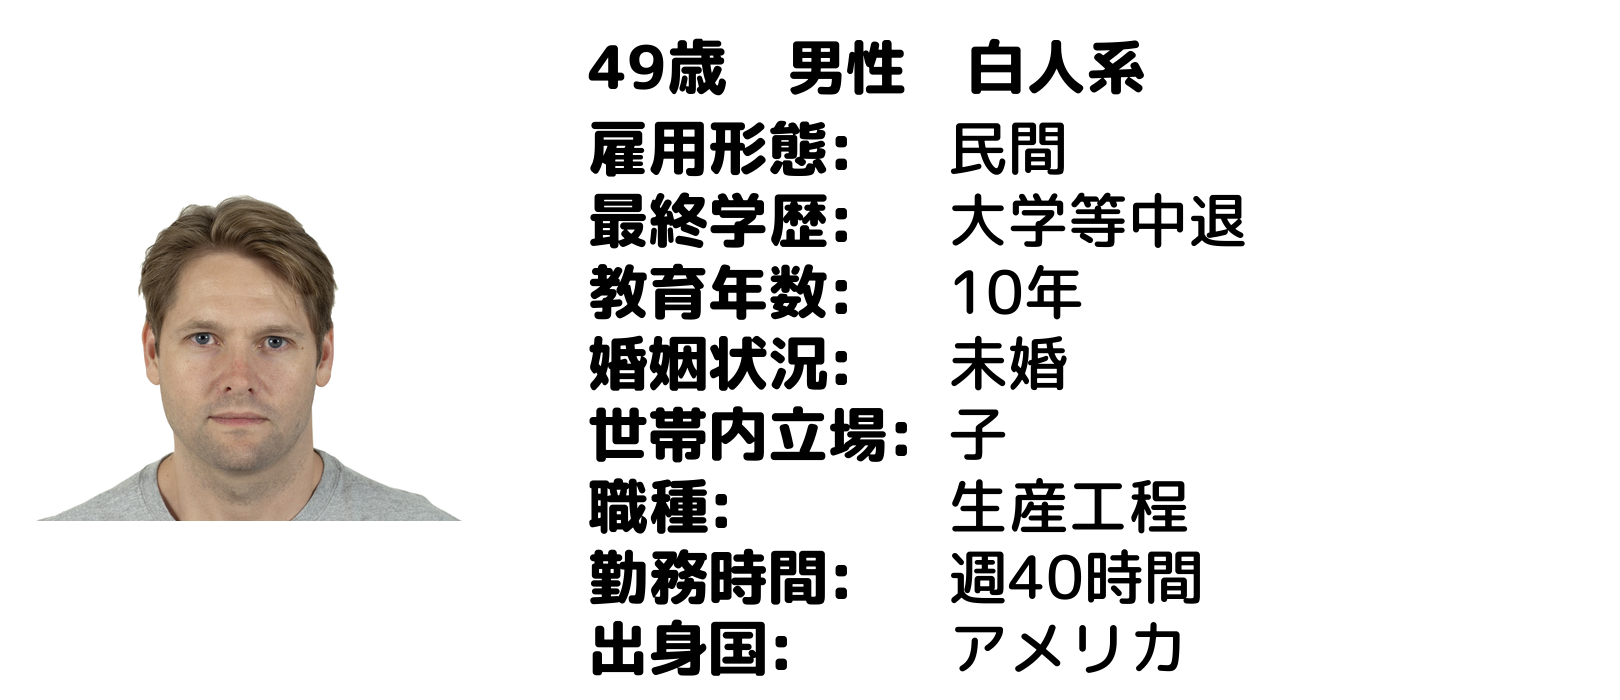 49歳　男性　白人系
雇用形態:　民間
最終学歴:　大学等中退
教育年数:　10年
婚姻状況:　未婚
世帯内立場:　子
職種:　生産工程
勤務時間:　週40時間
出身国:　アメリカ